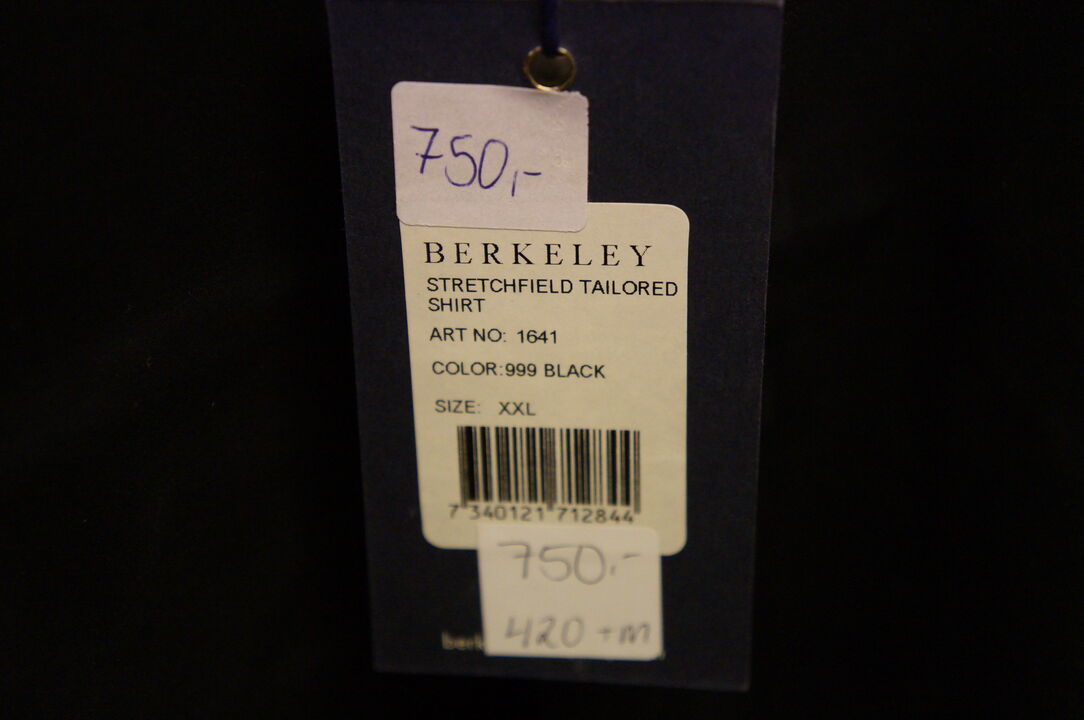 750,-
BERKELEY
STRETCHFIELD TAILORED
SHIRT
ART NO: 1641
COLOR:999 BLACK
SIZE: XXL
7 340121 712844
750.-
420 +m